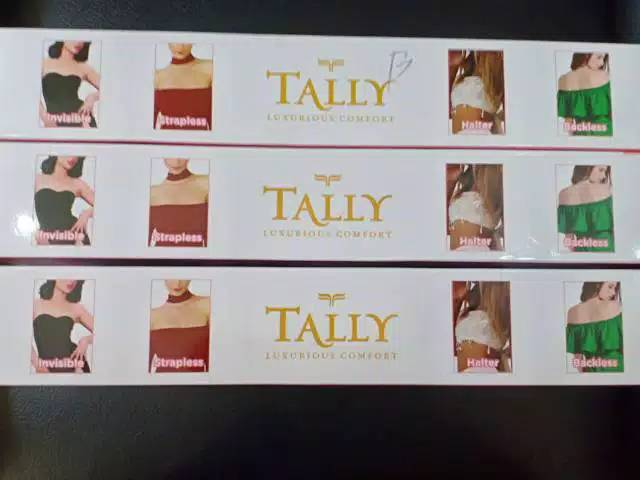 Invisible
Strapless
TALLY
B
LUXURIOUS COMFORT
Halter
Backless
Invisible
Strapless
TALLY
LUXURIOUS COMFORT
Halter
Backless
Invisible
Strapless
TALLY
LUXURIOUS COMFORT
Halter
Backless